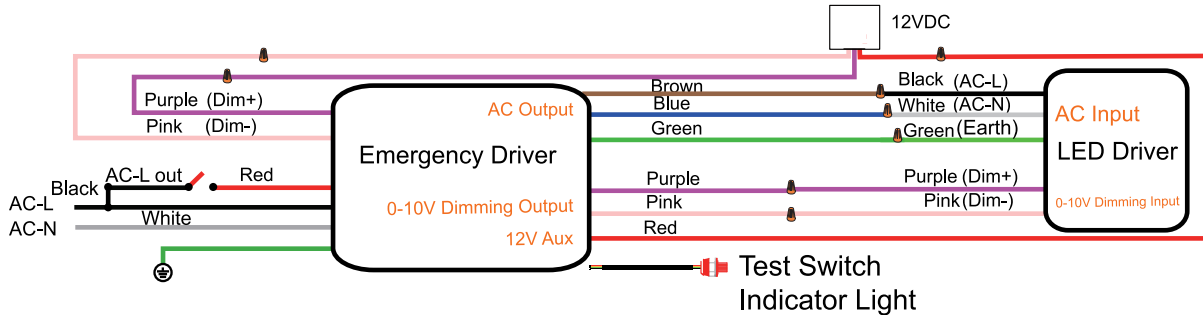 12VDC
Purple (Dim+)
Pink (Dim-)
AC-L out
Red
Black
AC-L
White
AC-N
AC Output
Emergency Driver
0-10V Dimming Output
12V Aux
Brown
Blue
Green
Black (AC-L)
White (AC-N)
Green (Earth)
Purple
Pink
Red
Purple (Dim+)
Pink (Dim-)
AC Input
LED Driver
0-10V Dimming Input
Test Switch
Indicator Light